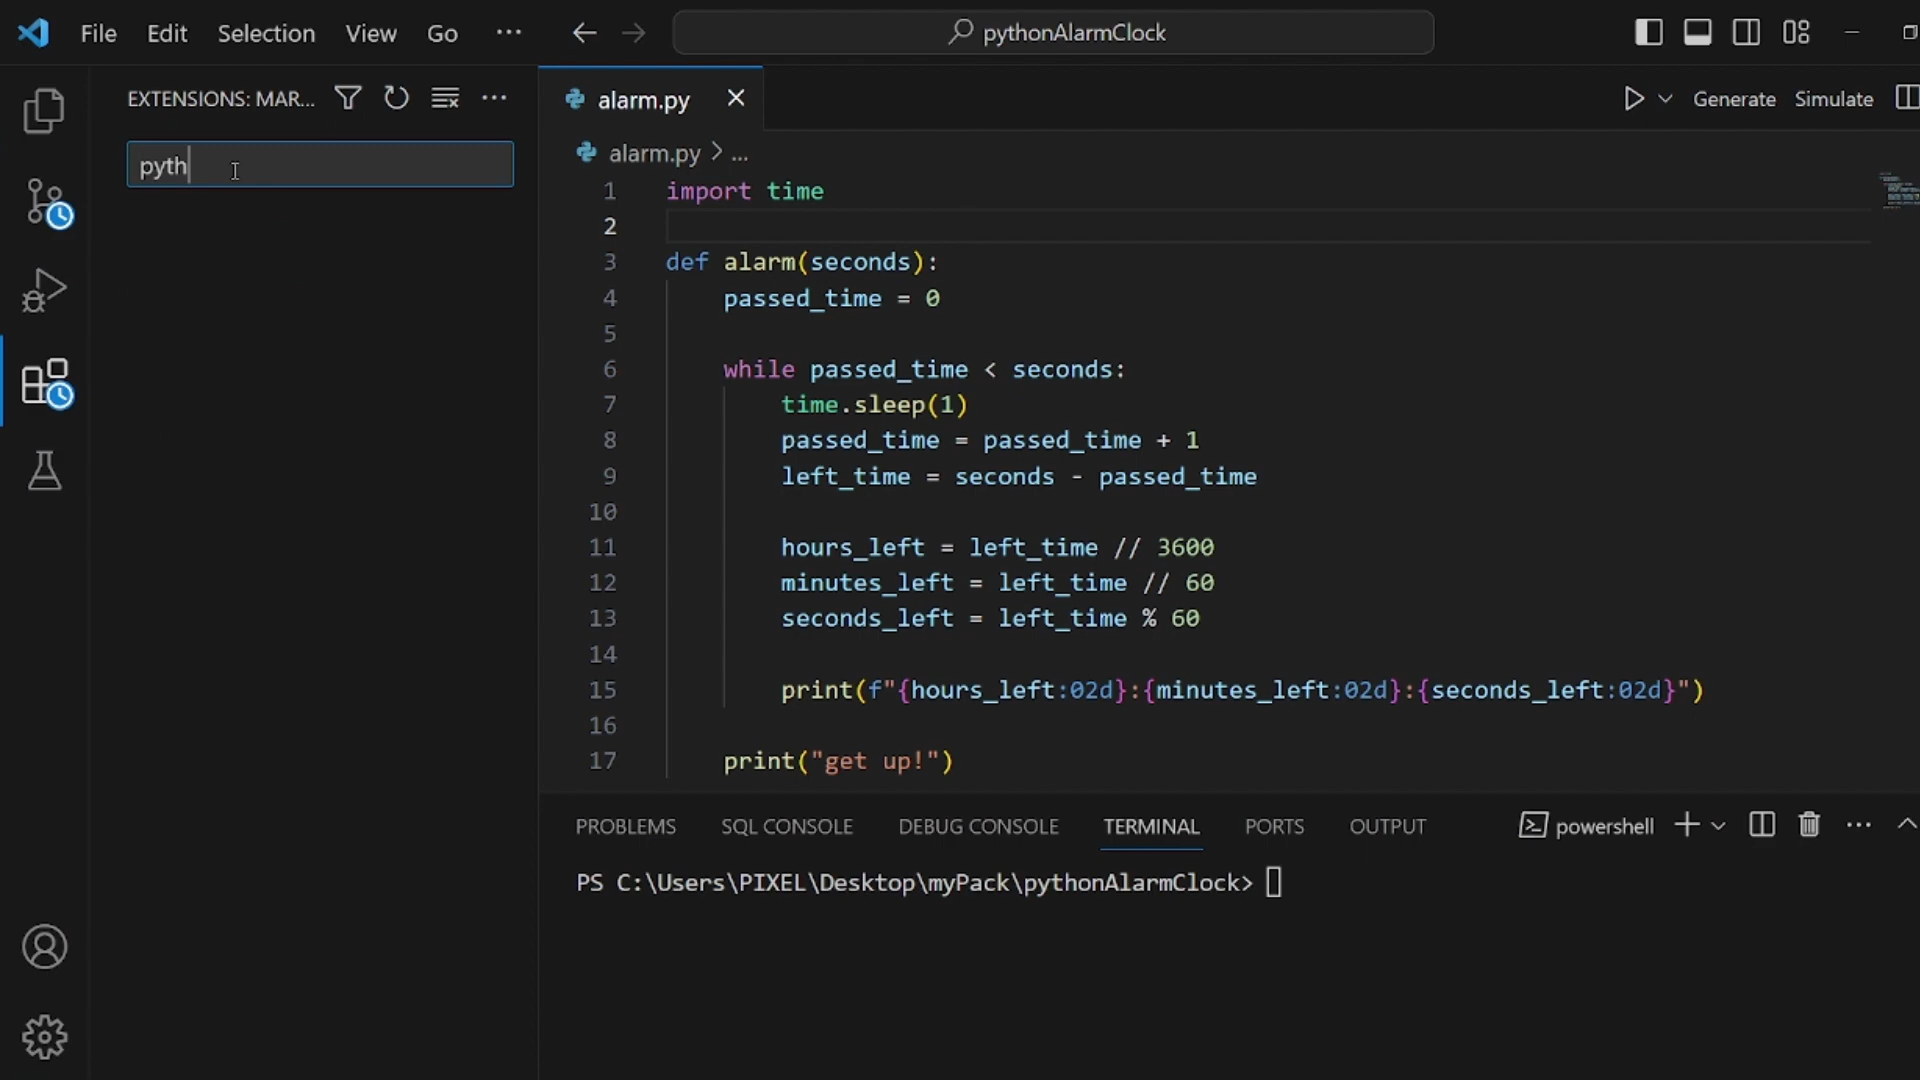 File Edit Selection View Go ...
pythonAlarmClock
EXTENSIONS: MAR...
pyth
alarm.py
Generate Simulate
alarm.py > ...
1 import time
2
3 def alarm(seconds):
4 passed_time = 0
5
6 while passed_time < seconds:
7 time.sleep(1)
8 passed_time = passed_time + 1
9 left_time = seconds - passed_time
10
11 hours_left = left_time // 3600
12 minutes_left = left_time // 60
13 seconds_left = left_time % 60
14
15 print(f"{hours_left:02d}:{minutes_left:02d}:{seconds_left:02d}")
16
17 print("get up!")
PROBLEMS SQL CONSOLE DEBUG CONSOLE TERMINAL PORTS OUTPUT powershell
PS C:\Users\PIXEL\Desktop\myPack\pythonAlarmClock>